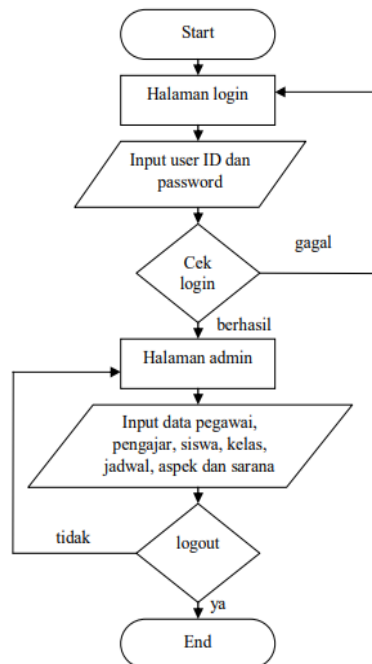 Start
Halaman login
Input user ID dan
password
Cek
login
gagal
berhasil
Halaman admin
Input data pegawai,
pengajar, siswa, kelas,
jadwal, aspek dan sarana
logout
tidak
ya
End